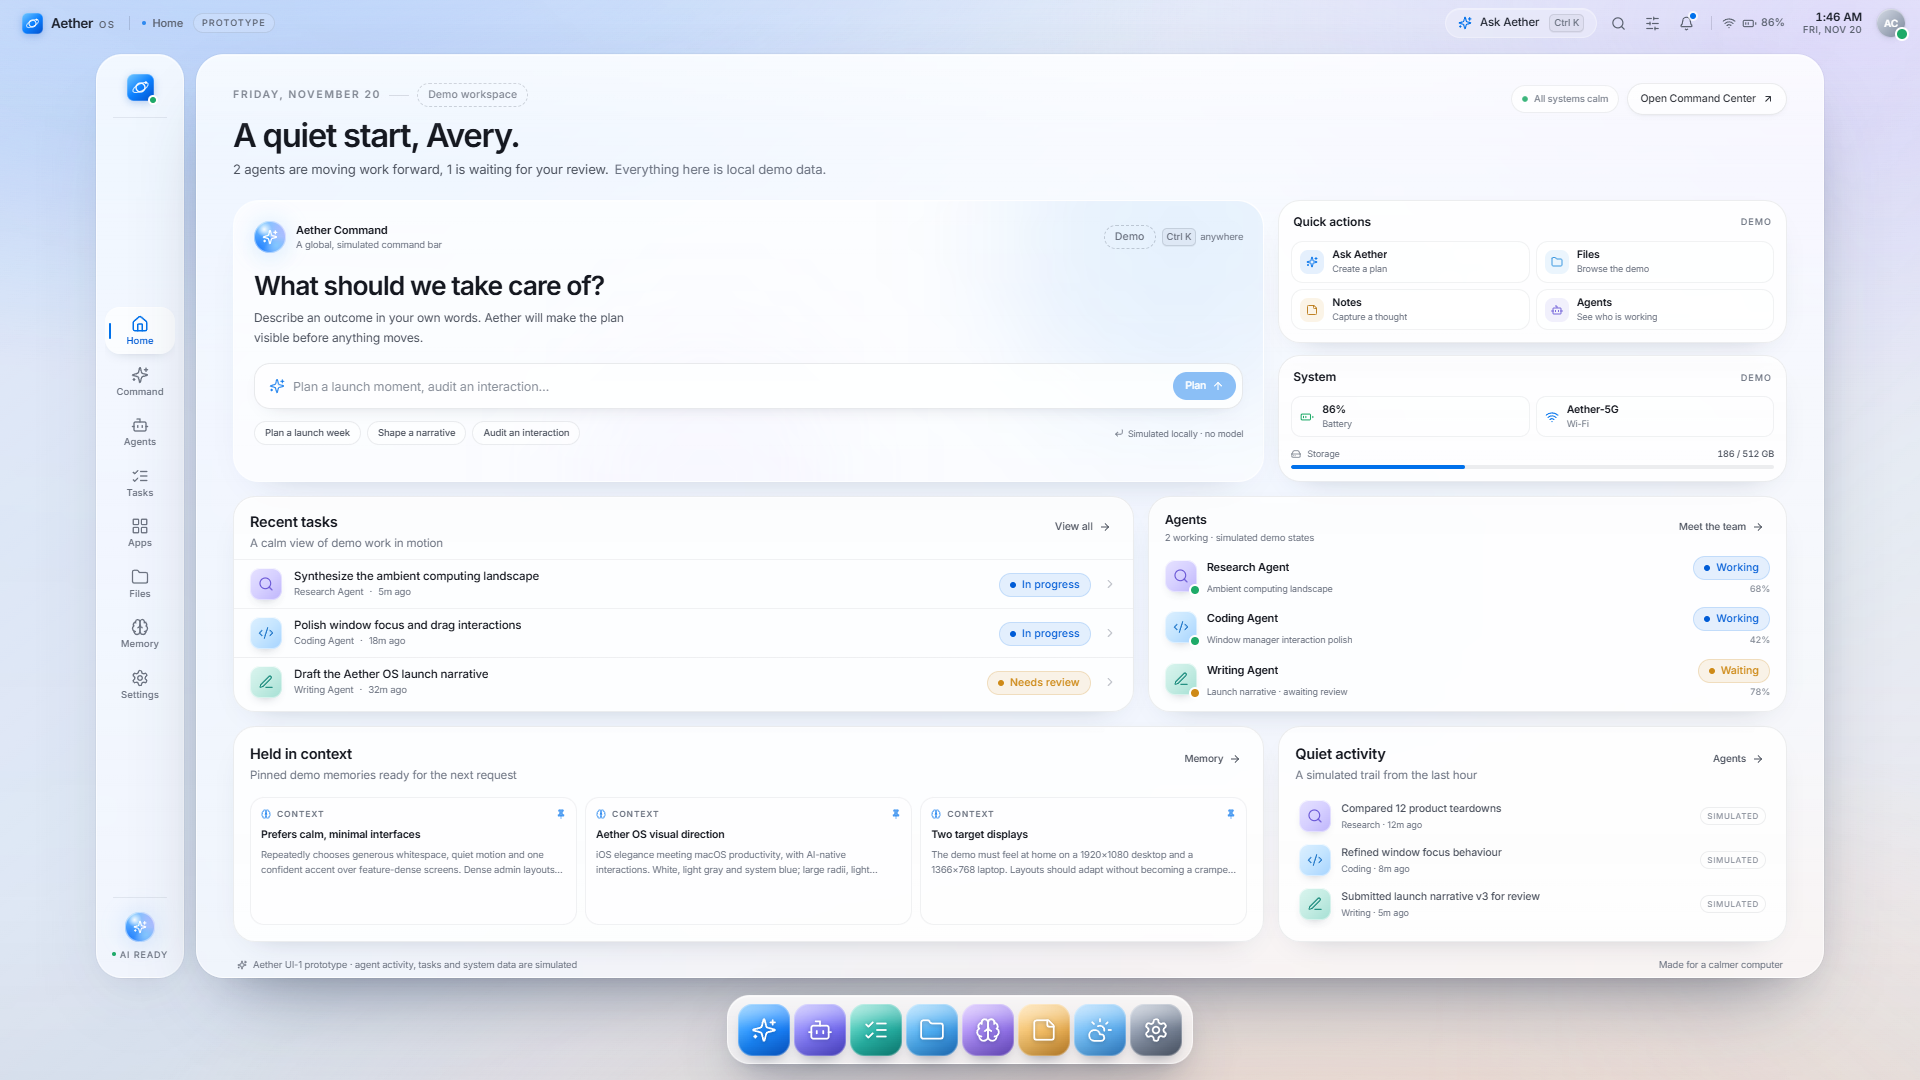 Aether OS
Home
PROTOTYPE
Ask Aether Ctrl K
86%
1:46 AM
FRI, NOV 20
AC
FRIDAY, NOVEMBER 20
Demo workspace
All systems calm
Open Command Center
A quiet start, Avery.
2 agents are moving work forward, 1 is waiting for your review. Everything here is local demo data.
Home
Command
Agents
Tasks
Apps
Files
Memory
Settings
AI READY
Aether Command
A global, simulated command bar
Demo
Ctrl K anywhere
What should we take care of?
Describe an outcome in your own words. Aether will make the plan
visible before anything moves.
Plan a launch moment, audit an interaction...
Plan
Plan a launch week
Shape a narrative
Audit an interaction
Simulated locally · no model
Quick actions
DEMO
Ask Aether
Create a plan
Files
Browse the demo
Notes
Capture a thought
Agents
See who is working
System
DEMO
86%
Battery
Aether-5G
Wi-Fi
Storage
186 / 512 GB
Recent tasks
A calm view of demo work in motion
View all
Synthesize the ambient computing landscape
Research Agent · 5m ago
In progress
Polish window focus and drag interactions
Coding Agent · 18m ago
In progress
Draft the Aether OS launch narrative
Writing Agent · 32m ago
Needs review
Agents
2 working · simulated demo states
Meet the team
Research Agent
Ambient computing landscape
Working
68%
Coding Agent
Window manager interaction polish
Working
42%
Writing Agent
Launch narrative · awaiting review
Waiting
78%
Held in context
Pinned demo memories ready for the next request
Memory
CONTEXT
Prefers calm, minimal interfaces
Repeatedly chooses generous whitespace, quiet motion and one
confident accent over feature-dense screens. Dense admin layouts...
CONTEXT
Aether OS visual direction
iOS elegance meeting macOS productivity, with AI-native
interactions. White, light gray and system blue; large radii, light...
CONTEXT
Two target displays
The demo must feel at home on a 1920×1080 desktop and a
1366×768 laptop. Layouts should adapt without becoming a crampe...
Quiet activity
A simulated trail from the last hour
Agents
Compared 12 product teardowns
Research · 12m ago
SIMULATED
Refined window focus behaviour
Coding · 8m ago
SIMULATED
Submitted launch narrative v3 for review
Writing · 5m ago
SIMULATED
Aether UI-1 prototype · agent activity, tasks and system data are simulated
Made for a calmer computer